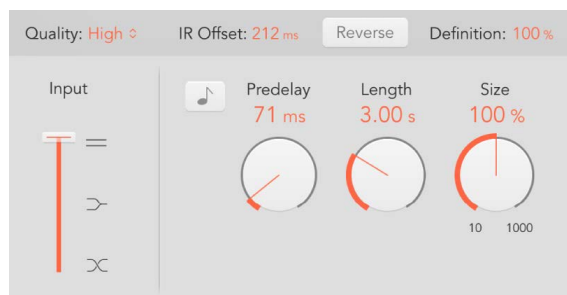 Quality: High IR Offset: 212 ms Reverse Definition: 100 %
Input
Predelay Length Size
71 ms 3.00 s 100 %
10 1000